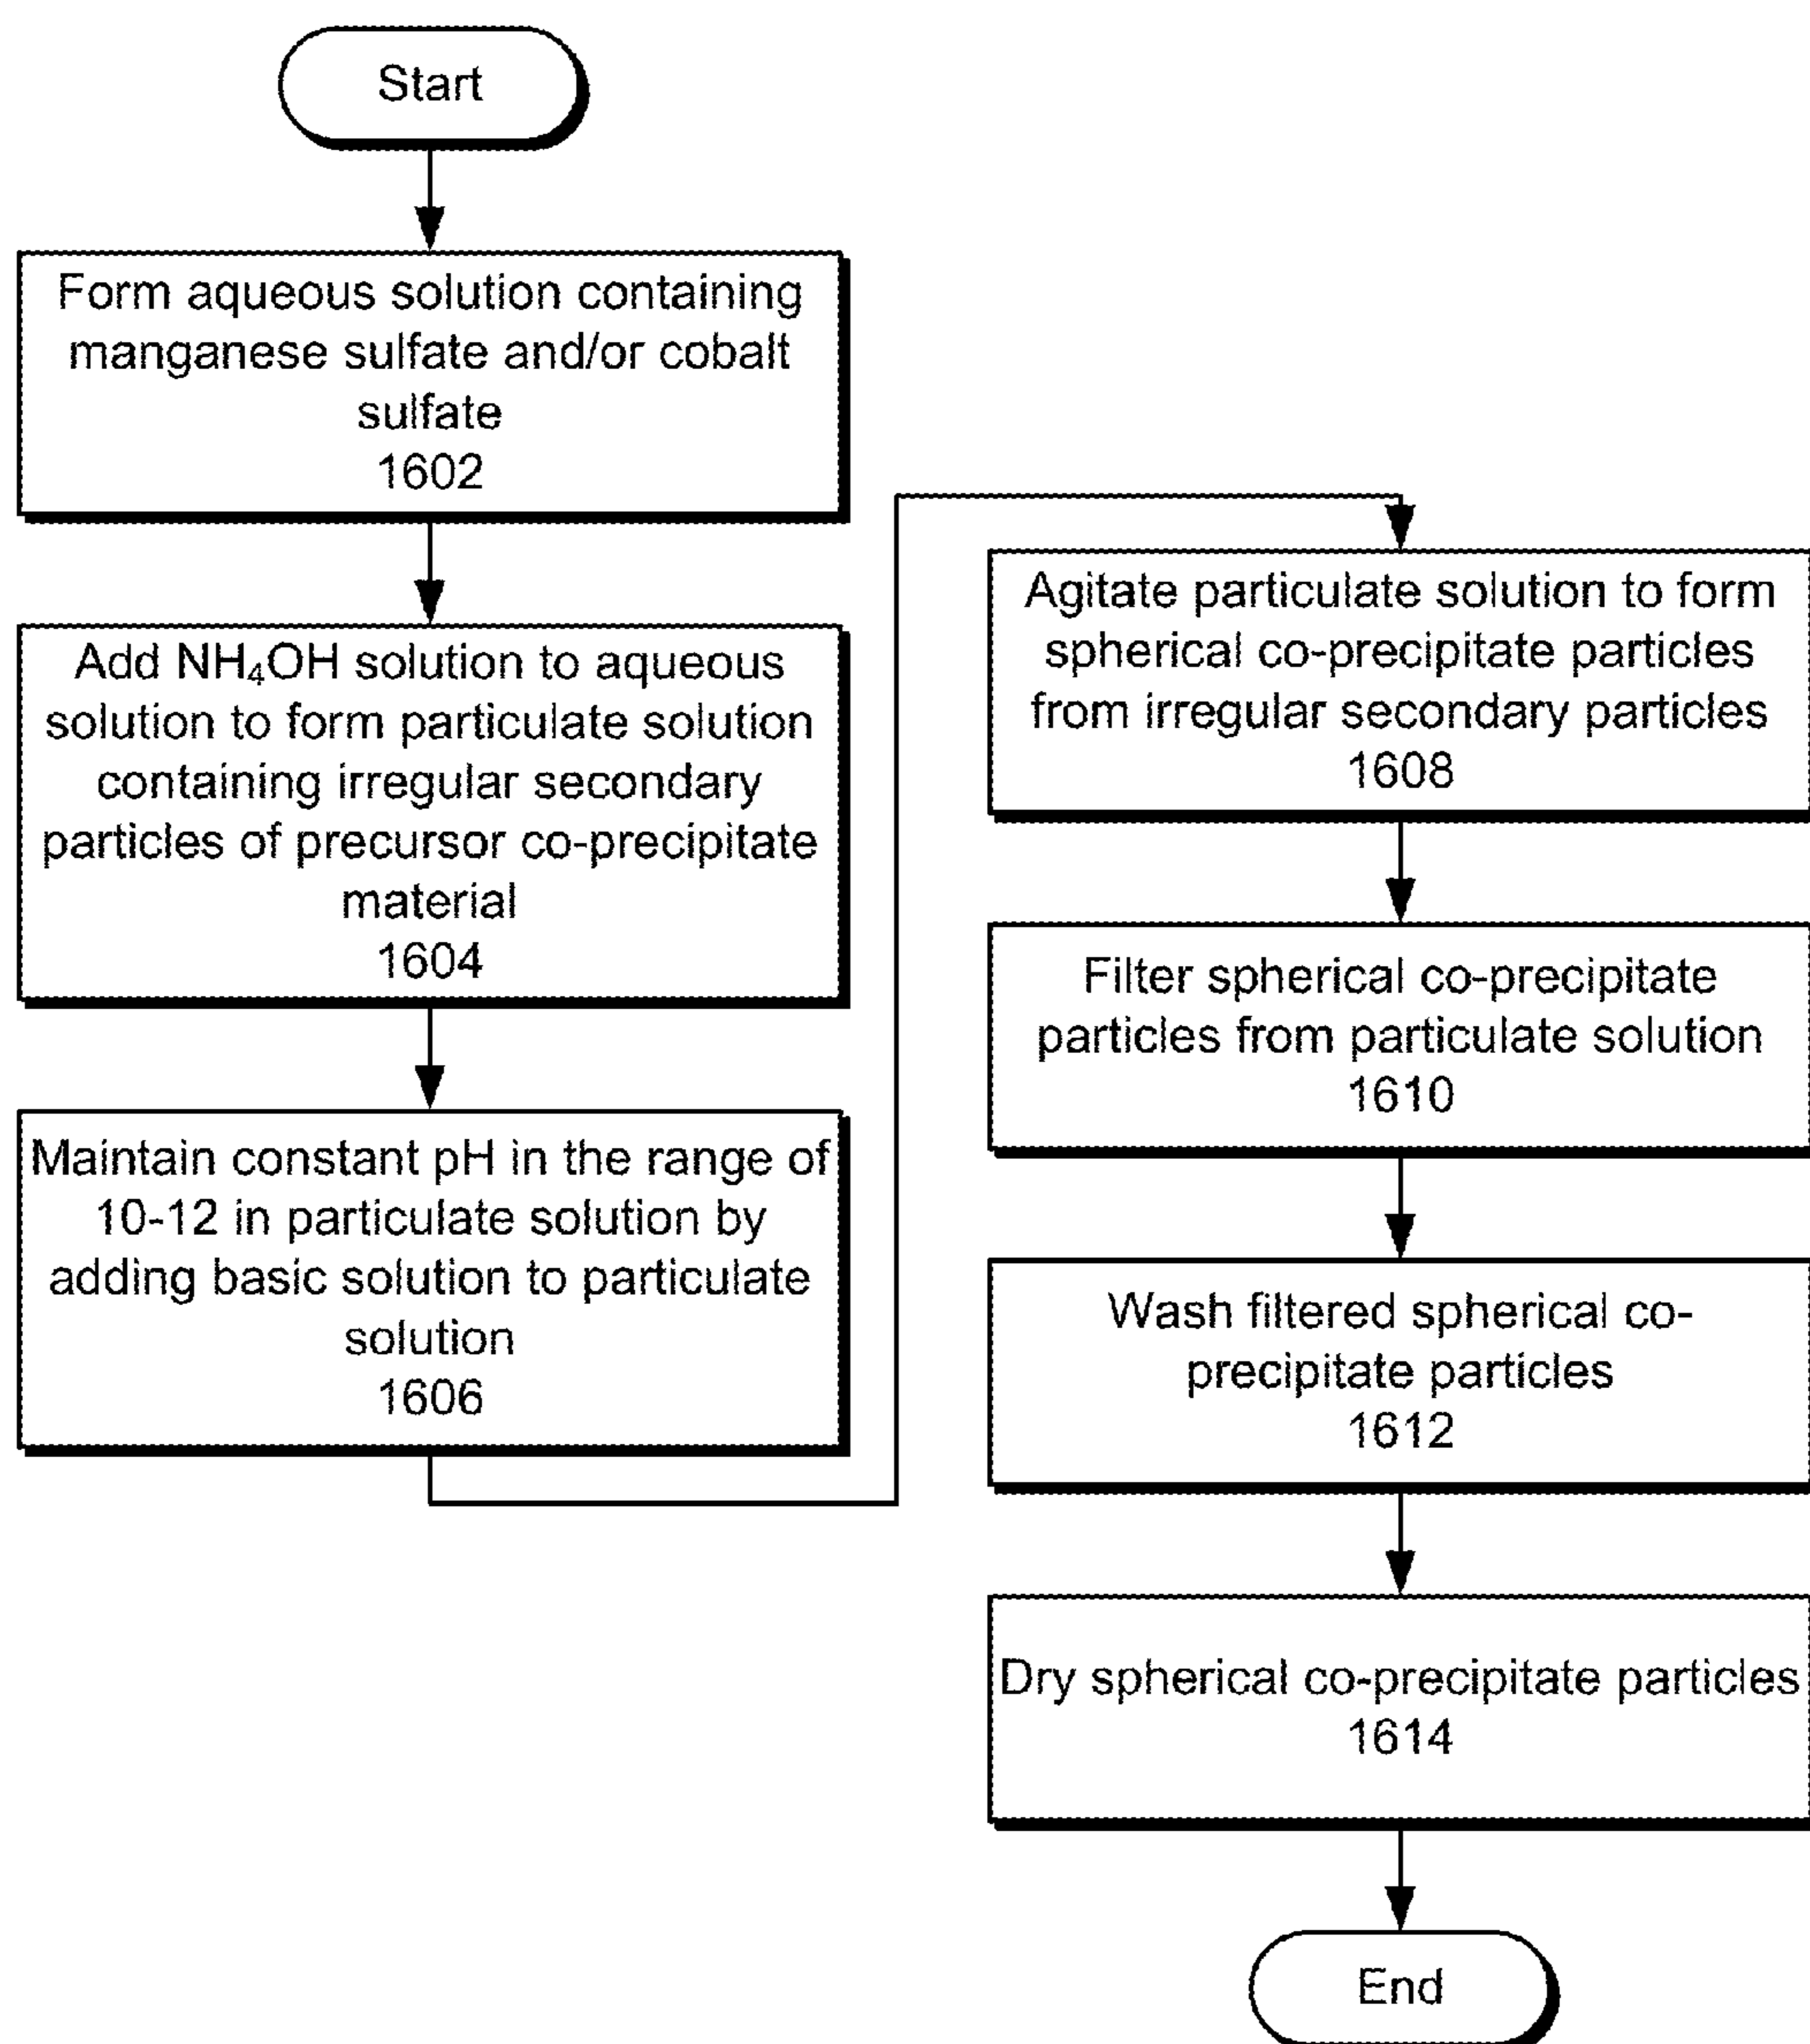 Start
Form aqueous solution containing
manganese sulfate and/or cobalt
sulfate
1602
Add NH₄OH solution to aqueous
solution to form particulate solution
containing irregular secondary
particles of precursor co-precipitate
material
1604
Maintain constant pH in the range of
10-12 in particulate solution by
adding basic solution to particulate
solution
1606
Agitate particulate solution to form
spherical co-precipitate particles
from irregular secondary particles
1608
Filter spherical co-precipitate
particles from particulate solution
1610
Wash filtered spherical co-
precipitate particles
1612
Dry spherical co-precipitate particles
1614
End